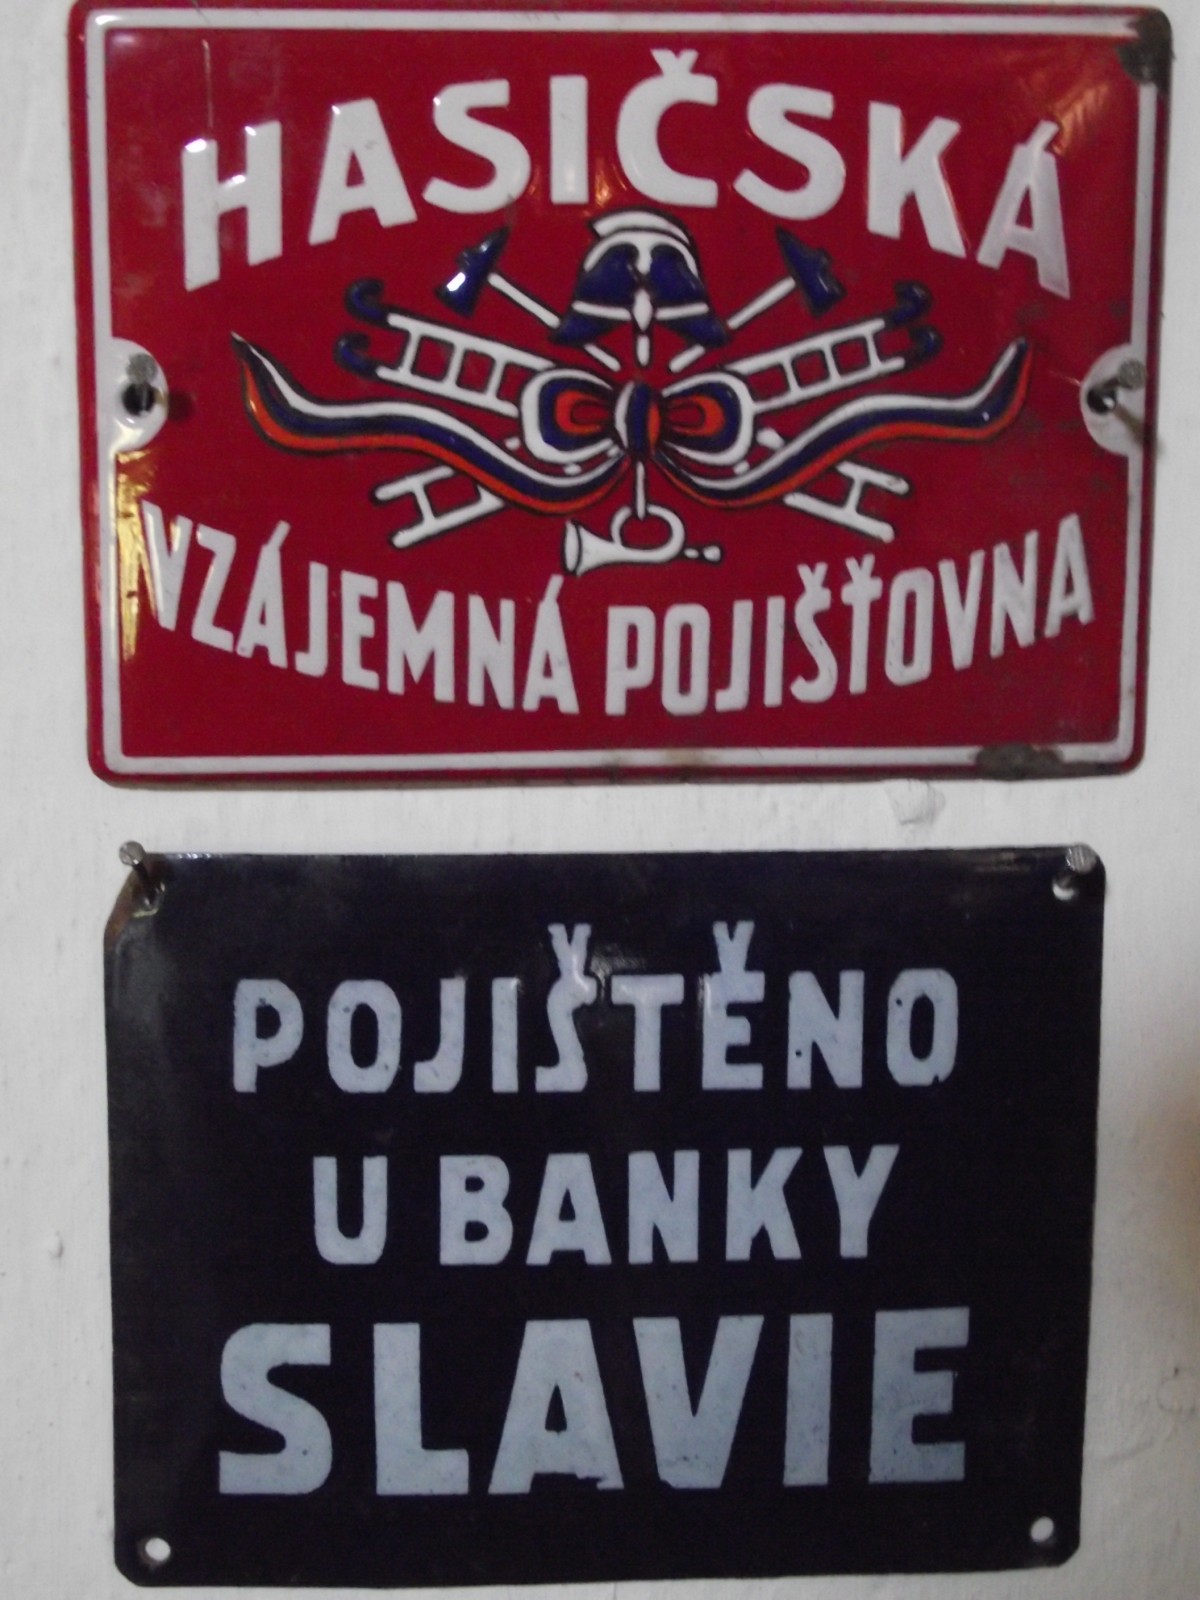 HASIČSKÁ
VZÁJEMNÁ POJIŠŤOVNA
POJIŠTĚNO
U BANKY
SLAVIE